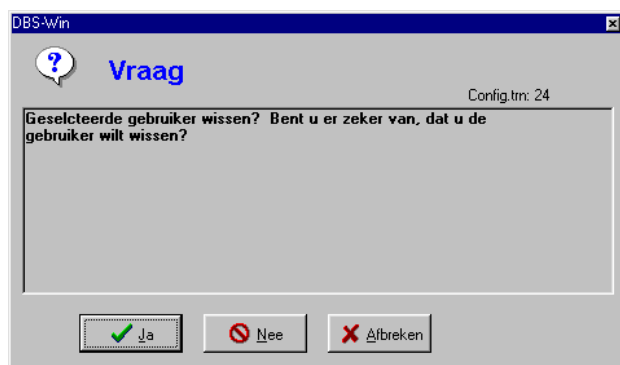 DBS-Win
Vraag
Config.trn: 24
Geselcteerde gebruiker wissen? Bent u er zeker van, dat u de
gebruiker wilt wissen?
Ja
Nee
Afbreken